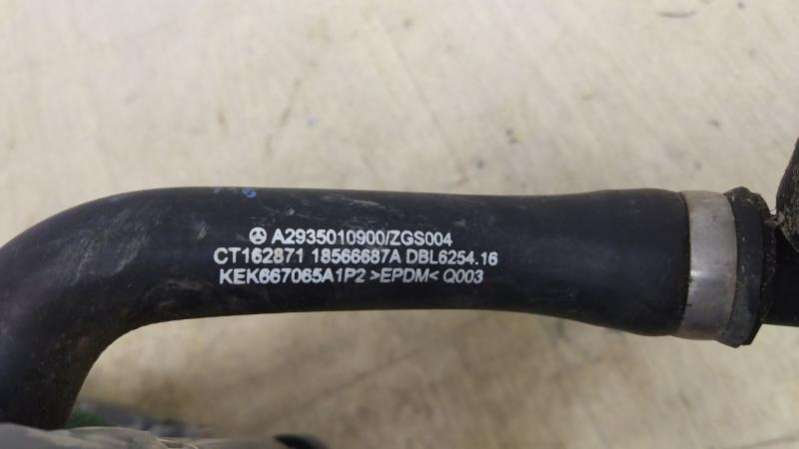 A2935010900/ZGS004
CT162871 18566687A DBL6254.16
KEK667065A1P2 >EPDM< Q003